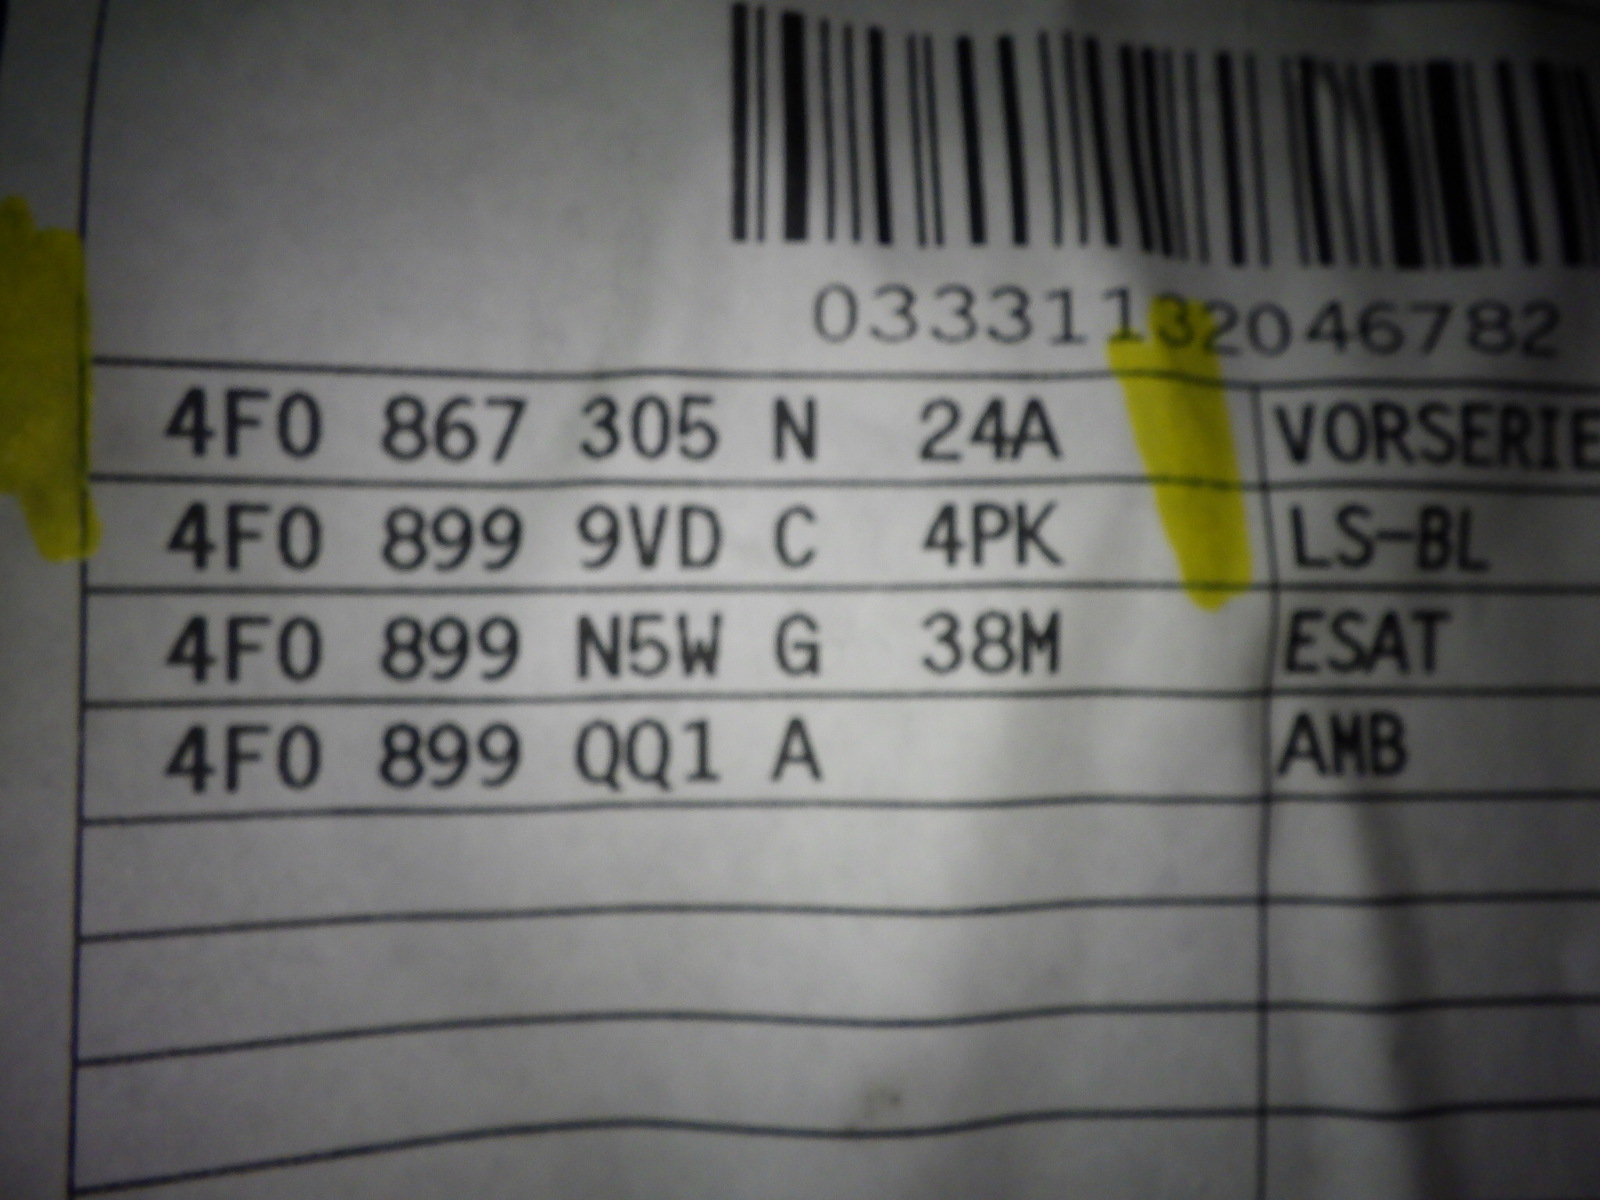 03331132046782
4F0 867 305 N 24A VORSERIE
4F0 899 9VD C 4PK LS-BL
4F0 899 N5W G 38M ESAT
4F0 899 QQ1 A AMB